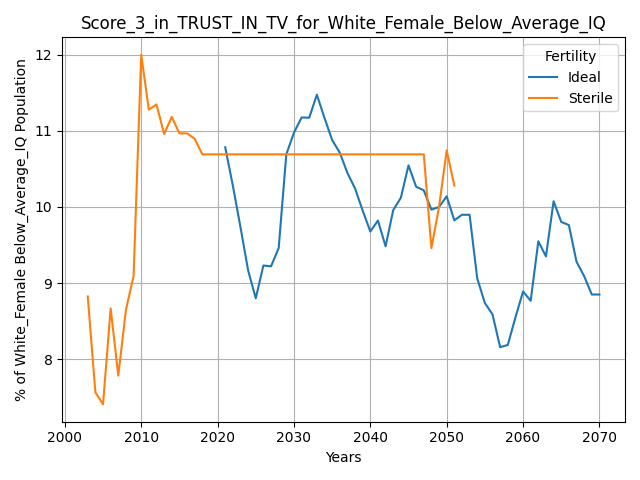 Score_3_in_TRUST_IN_TV_for_White_Female_Below_Average_IQ
% of White_Female Below_Average_IQ Population
12
11
10
9
8
Fertility
Ideal
Sterile
2000 2010 2020 2030 2040 2050 2060 2070
Years